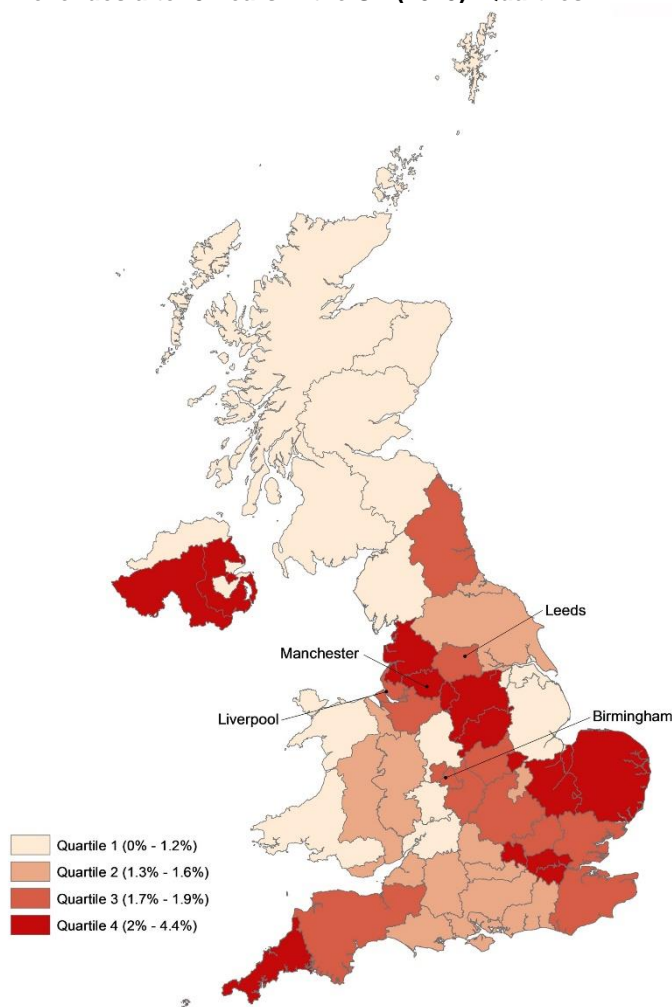 Leeds
Manchester
Liverpool
Birmingham
Quartile 1 (0% - 1.2%)
Quartile 2 (1.3% - 1.6%)
Quartile 3 (1.7% - 1.9%)
Quartile 4 (2% - 4.4%)